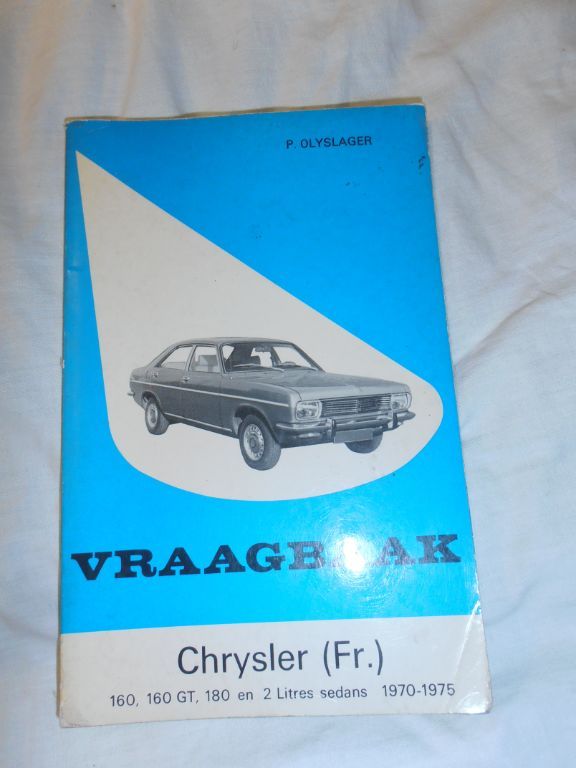 P. OLYSLAGER
VRAAGBAAK
Chrysler (Fr.)
160, 160 GT, 180 en 2 Litres sedans 1970-1975